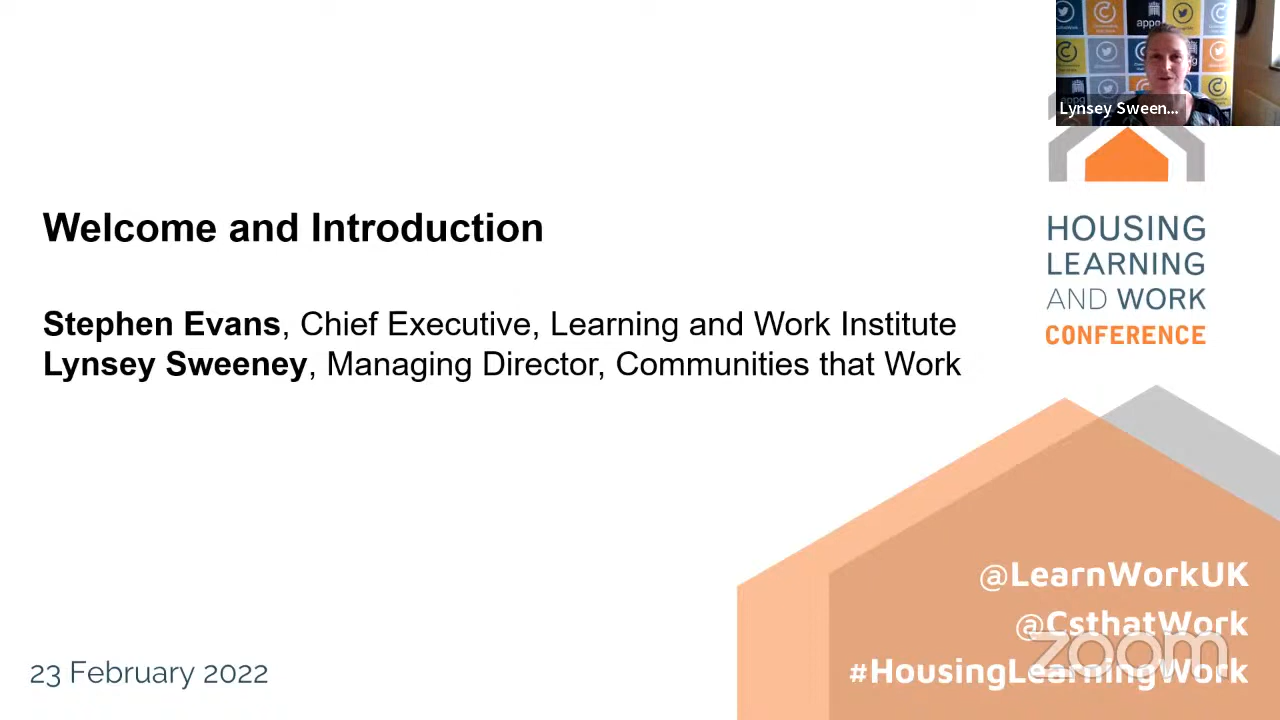 appg
Lynsey Sween...
Welcome and Introduction
Stephen Evans, Chief Executive, Learning and Work Institute
Lynsey Sweeney, Managing Director, Communities that Work
HOUSING
LEARNING
AND WORK
CONFERENCE
@LearnWorkUK
@CsthatWork
zoom
#HousingLearningWork
23 February 2022